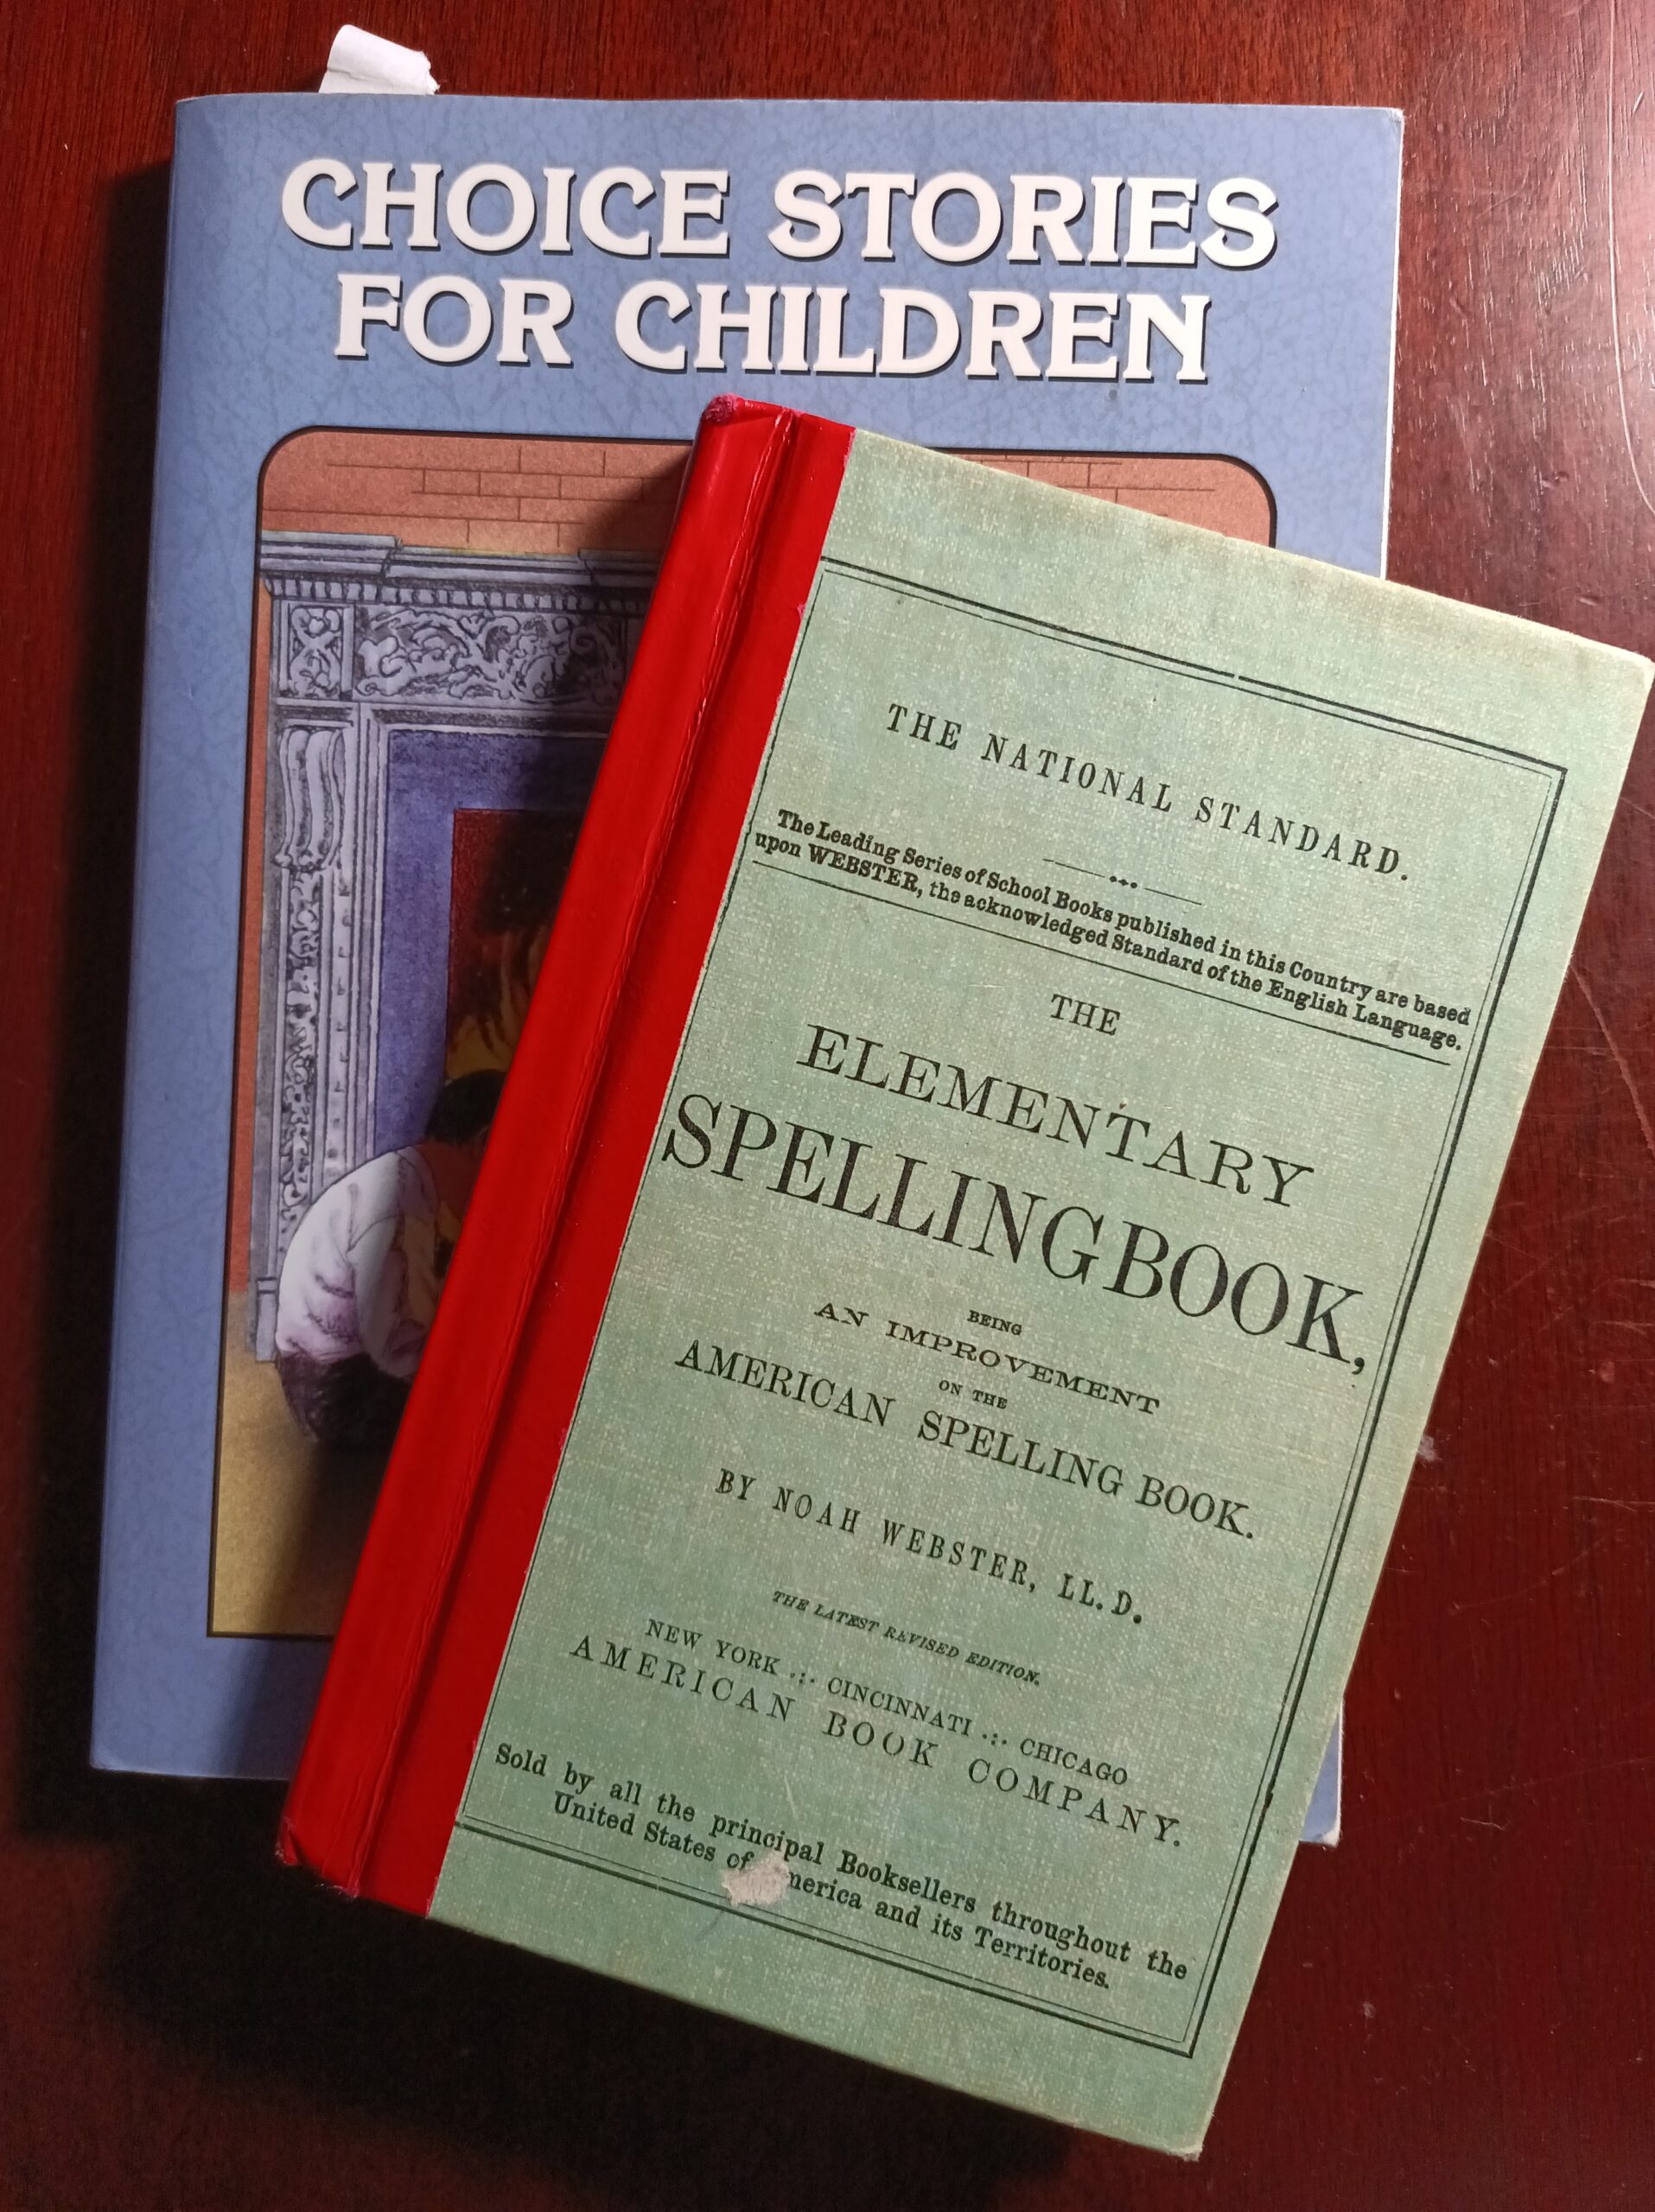 CHOICE STORIES
FOR CHILDREN
THE NATIONAL STANDARD.
The Leading Series of School Books published in this Country are based
upon WEBSTER, the acknowledged Standard of the English Language.
THE
ELEMENTARY
SPELLING BOOK,
BEING
AN IMPROVEMENT
ON THE
AMERICAN SPELLING BOOK.
BY NOAH WEBSTER, LL. D.
THE LATEST REVISED EDITION.
NEW YORK .:. CINCINNATI .:. CHICAGO
AMERICAN BOOK COMPANY.
Sold by all the principal Booksellers throughout the
United States of merica and its Territories.